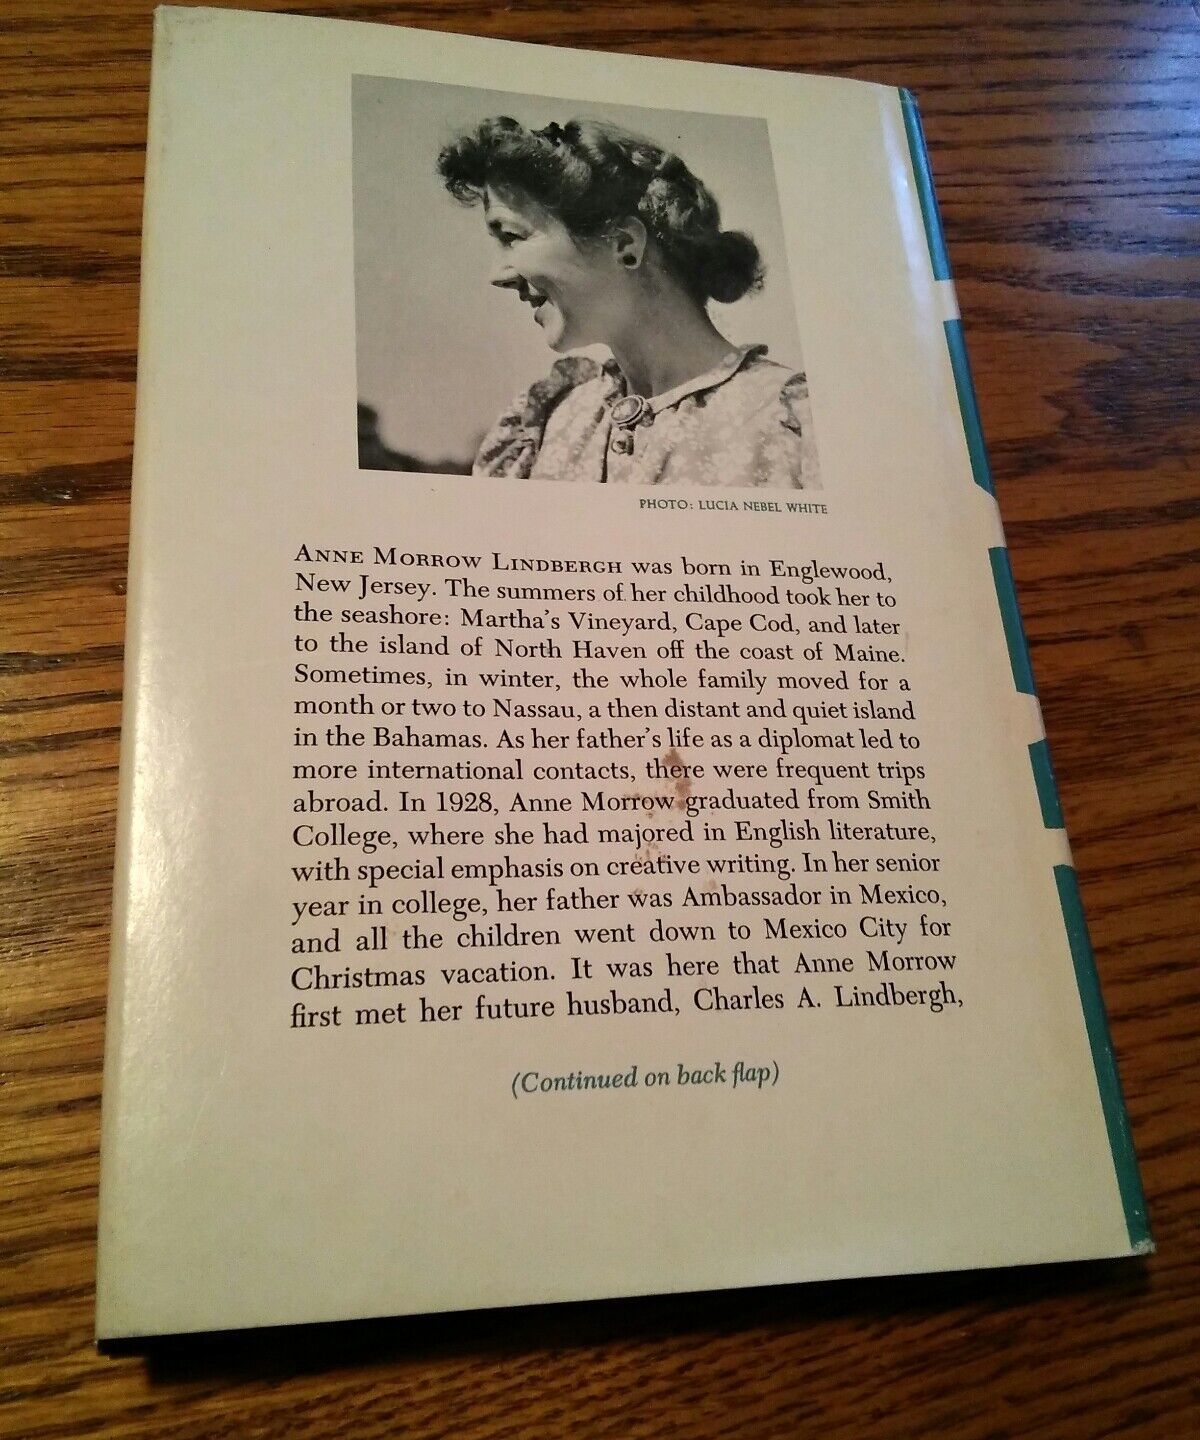 PHOTO: LUCIA NEBEL WHITE
ANNE MORROW LINDBERGH was born in Englewood,
New Jersey. The summers of her childhood took her to
the seashore: Martha's Vineyard, Cape Cod, and later
to the island of North Haven off the coast of Maine.
Sometimes, in winter, the whole family moved for a
month or two to Nassau, a then distant and quiet island
in the Bahamas. As her father's life as a diplomat led to
more international contacts, there were frequent trips
abroad. In 1928, Anne Morrow graduated from Smith
College, where she had majored in English literature,
with special emphasis on creative writing. In her senior
year in college, her father was Ambassador in Mexico,
and all the children went down to Mexico City for
Christmas vacation. It was here that Anne Morrow
first met her future husband, Charles A. Lindbergh,
(Continued on back flap)